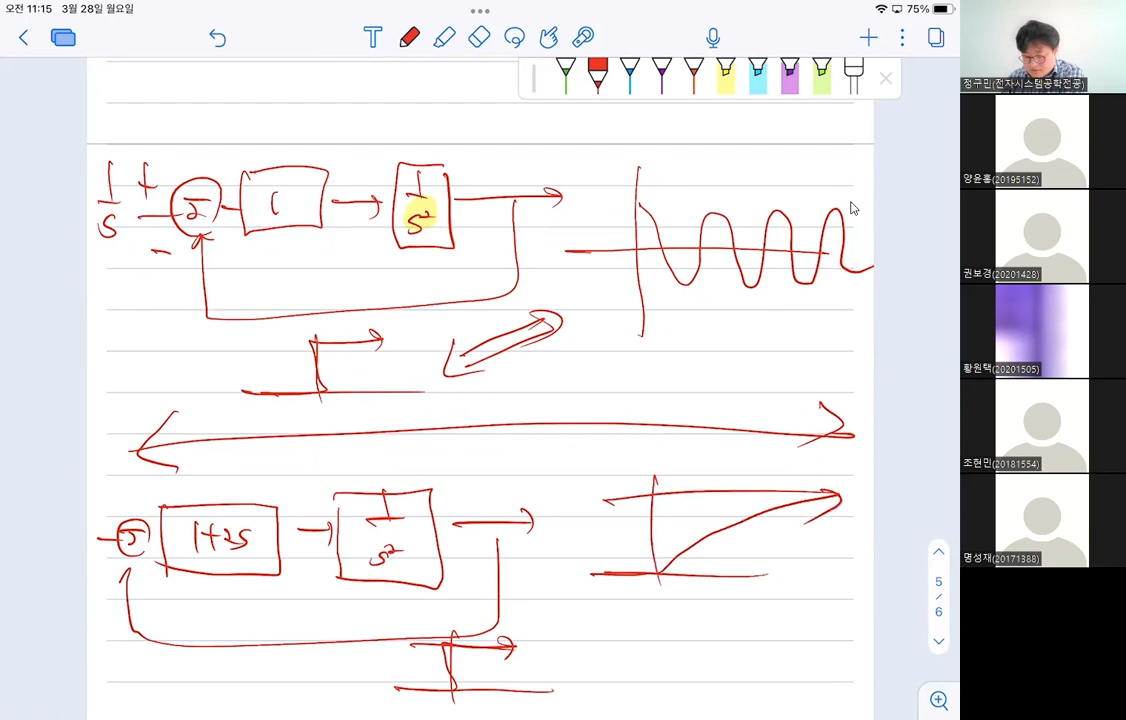 오전 11:15 3월 28일 월요일
75%
T
정구민(전자시스템공학전공)
양윤홍(20195152)
권보경(20201428)
황원택(20201505)
조현민(20181554)
명성재(20171388)
1/s
+
Σ
1
1/s²
-
Σ
1+2s
1/s²
5
/
6